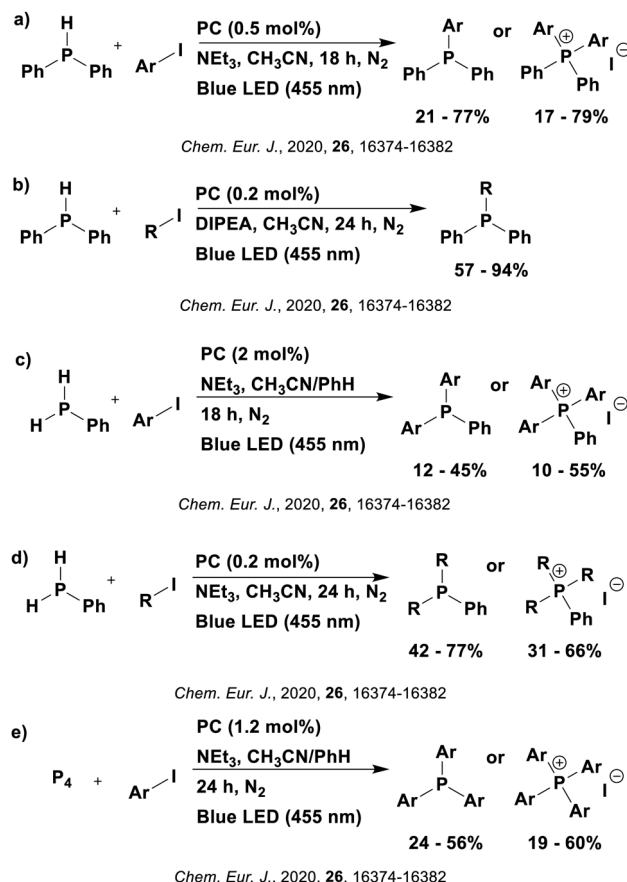 a)
H
P
Ph Ph
+
Ar I
PC (0.5 mol%)
NEt₃, CH₃CN, 18 h, N₂
Blue LED (455 nm)
Ar
P
Ph Ph
or
Ar ⊕ Ar
P
Ph Ph
I⊖
21 - 77% 17 - 79%
Chem. Eur. J., 2020, 26, 16374-16382
b)
H
P
Ph Ph
+
R I
PC (0.2 mol%)
DIPEA, CH₃CN, 24 h, N₂
Blue LED (455 nm)
R
P
Ph Ph
57 - 94%
Chem. Eur. J., 2020, 26, 16374-16382
c)
H
P
H Ph
+
Ar I
PC (2 mol%)
NEt₃, CH₃CN/PhH
18 h, N₂
Blue LED (455 nm)
Ar
P
Ar Ph
or
Ar ⊕ Ar
P
Ar Ph
I⊖
12 - 45% 10 - 55%
Chem. Eur. J., 2020, 26, 16374-16382
d)
H
P
H Ph
+
R I
PC (0.2 mol%)
NEt₃, CH₃CN, 24 h, N₂
Blue LED (455 nm)
R
P
R Ph
or
R ⊕ R
P
R Ph
I⊖
42 - 77% 31 - 66%
Chem. Eur. J., 2020, 26, 16374-16382
e)
P₄
+
Ar I
PC (1.2 mol%)
NEt₃, CH₃CN/PhH
24 h, N₂
Blue LED (455 nm)
Ar
P
Ar Ar
or
Ar ⊕ Ar
P
Ar Ar
I⊖
24 - 56% 19 - 60%
Chem. Eur. J., 2020, 26, 16374-16382